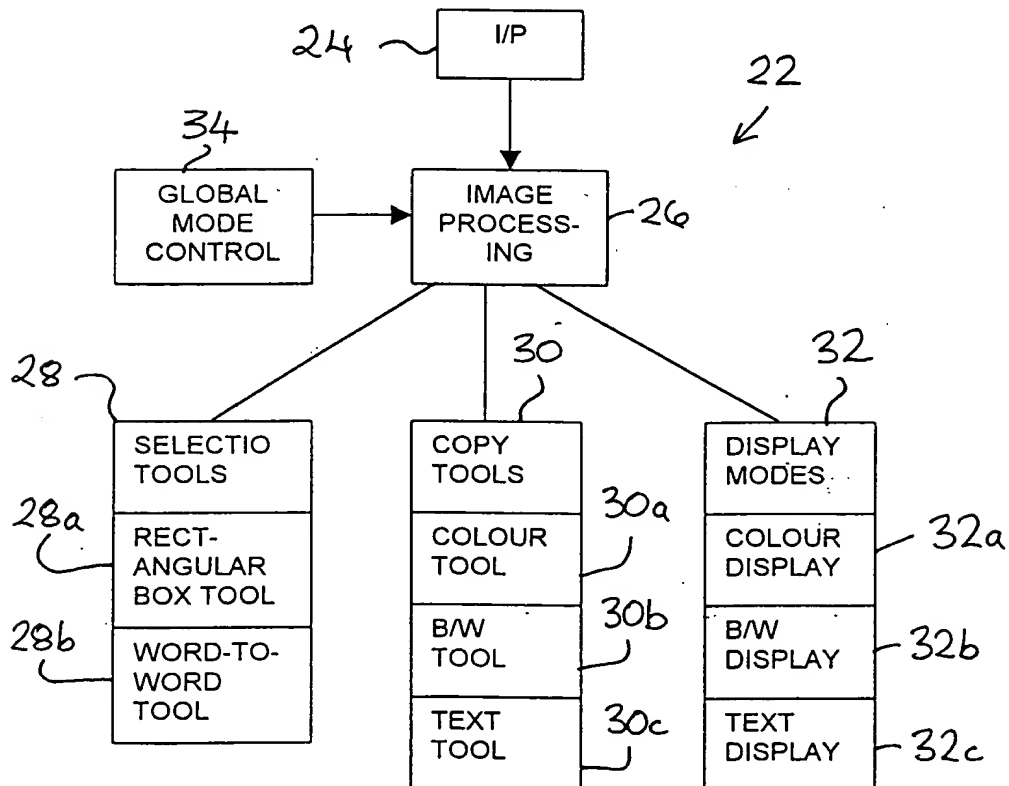 I/P
24
22
34
GLOBAL
MODE
CONTROL
IMAGE
PROCESS-
ING
26
28
30
32
SELECTIO
TOOLS
COPY
TOOLS
DISPLAY
MODES
28a
RECT-
ANGULAR
BOX TOOL
30a
COLOUR
TOOL
COLOUR
DISPLAY
32a
28b
WORD-TO-
WORD
TOOL
30b
B/W
TOOL
B/W
DISPLAY
32b
TEXT
TOOL
30c
TEXT
DISPLAY
32c